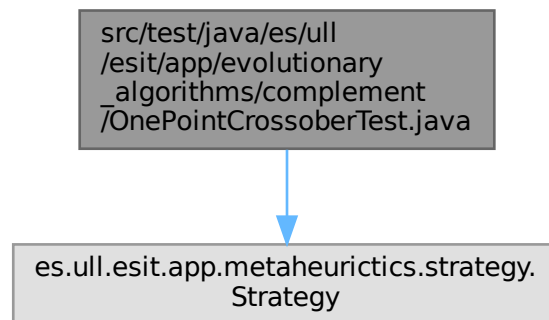 src/test/java/es/ull
/esit/app/evolutionary
_algorithms/complement
/OnePointCrossoberTest.java
es.ull.esit.app.metaheurictics.strategy.
Strategy